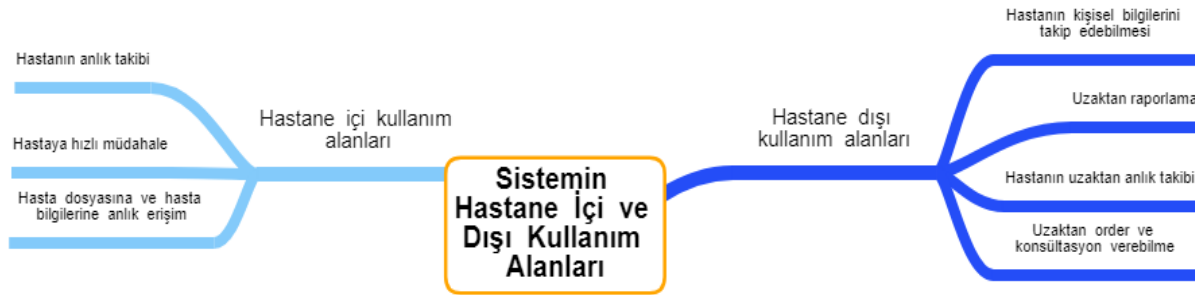 Hastanın anlık takibi
Hastaya hızlı müdahale
Hasta dosyasına ve hasta
bilgilerine anlık erişim
Hastane içi kullanım
alanları
Sistemin
Hastane İçi ve
Dışı Kullanım
Alanları
Hastane dışı
kullanım alanları
Hastanın kişisel bilgilerini
takip edebilmesi
Uzaktan raporlama
Hastanın uzaktan anlık takibi
Uzaktan order ve
konsültasyon verebilme